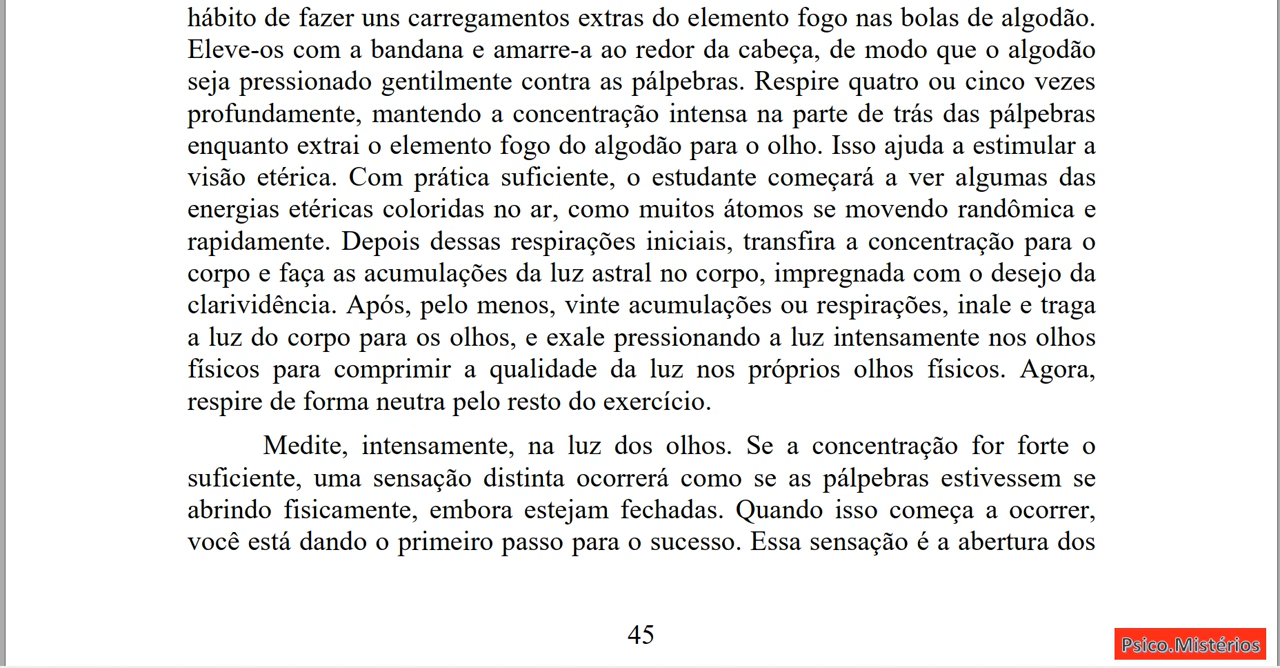 hábito de fazer uns carregamentos extras do elemento fogo nas bolas de algodão.
Eleve-os com a bandana e amarre-a ao redor da cabeça, de modo que o algodão
seja pressionado gentilmente contra as pálpebras. Respire quatro ou cinco vezes
profundamente, mantendo a concentração intensa na parte de trás das pálpebras
enquanto extrai o elemento fogo do algodão para o olho. Isso ajuda a estimular a
visão etérica. Com prática suficiente, o estudante começará a ver algumas das
energias etéricas coloridas no ar, como muitos átomos se movendo randômica e
rapidamente. Depois dessas respirações iniciais, transfira a concentração para o
corpo e faça as acumulações da luz astral no corpo, impregnada com o desejo da
clarividência. Após, pelo menos, vinte acumulações ou respirações, inale e traga
a luz do corpo para os olhos, e exale pressionando a luz intensamente nos olhos
físicos para comprimir a qualidade da luz nos próprios olhos físicos. Agora,
respire de forma neutra pelo resto do exercício.
Medite, intensamente, na luz dos olhos. Se a concentração for forte o
suficiente, uma sensação distinta ocorrerá como se as pálpebras estivessem se
abrindo fisicamente, embora estejam fechadas. Quando isso começa a ocorrer,
você está dando o primeiro passo para o sucesso. Essa sensação é a abertura dos
45
Psico.Mistérios